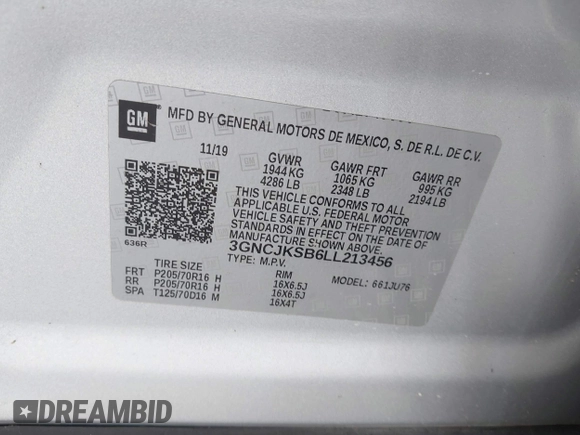 GM
MFD BY GENERAL MOTORS DE MEXICO, S. DE R.L. DE C.V.
11/19 GVWR GAWR FRT GAWR RR
1944 KG 1065 KG 995 KG
4286 LB 2348 LB 2194 LB
THIS VEHICLE CONFORMS TO ALL
APPLICABLE U.S. FEDERAL MOTOR
VEHICLE SAFETY AND THEFT PREVENTION
STANDARDS IN EFFECT ON THE DATE OF
MANUFACTURE SHOWN ABOVE.
636R 3GNCJKSB6LL213456
TYPE: M.P.V. MODEL: 661JU76
TIRE SIZE RIM
FRT P205/70R16 H 16X6.5J
RR P205/70R16 H 16X6.5J
SPA T125/70D16 M 16X4T
DREAMBID